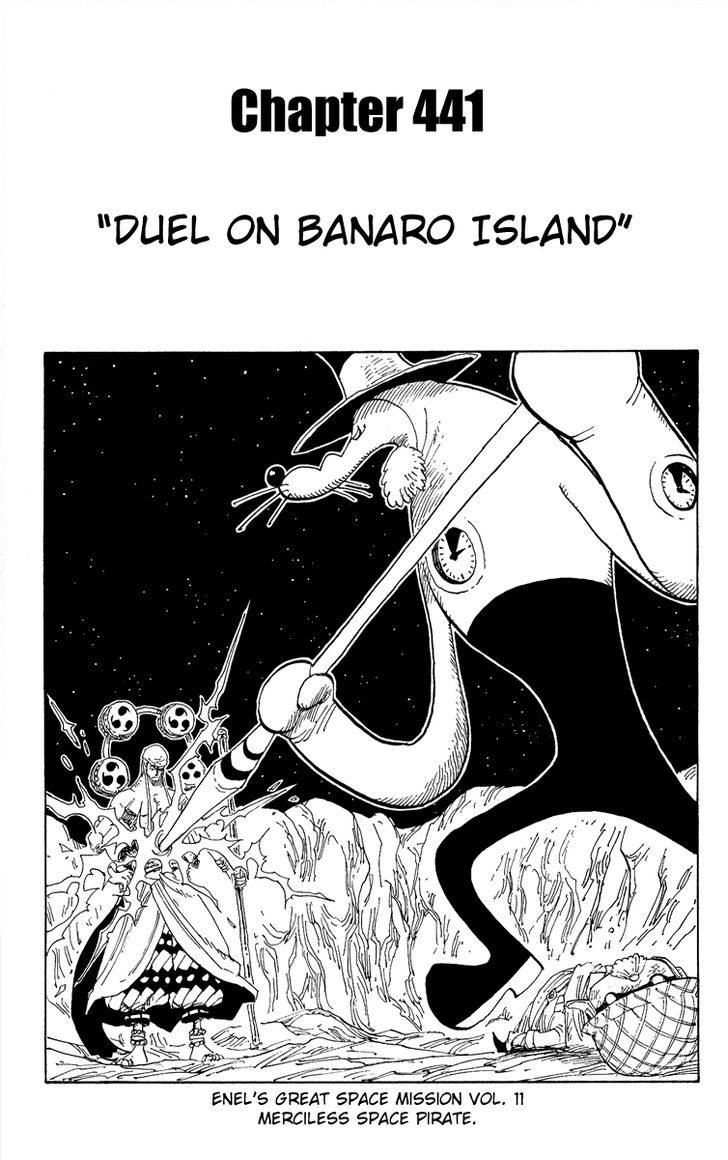 Chapter 441
"DUEL ON BANARO ISLAND"
ENEL'S GREAT SPACE MISSION VOL. 11
MERCILESS SPACE PIRATE.